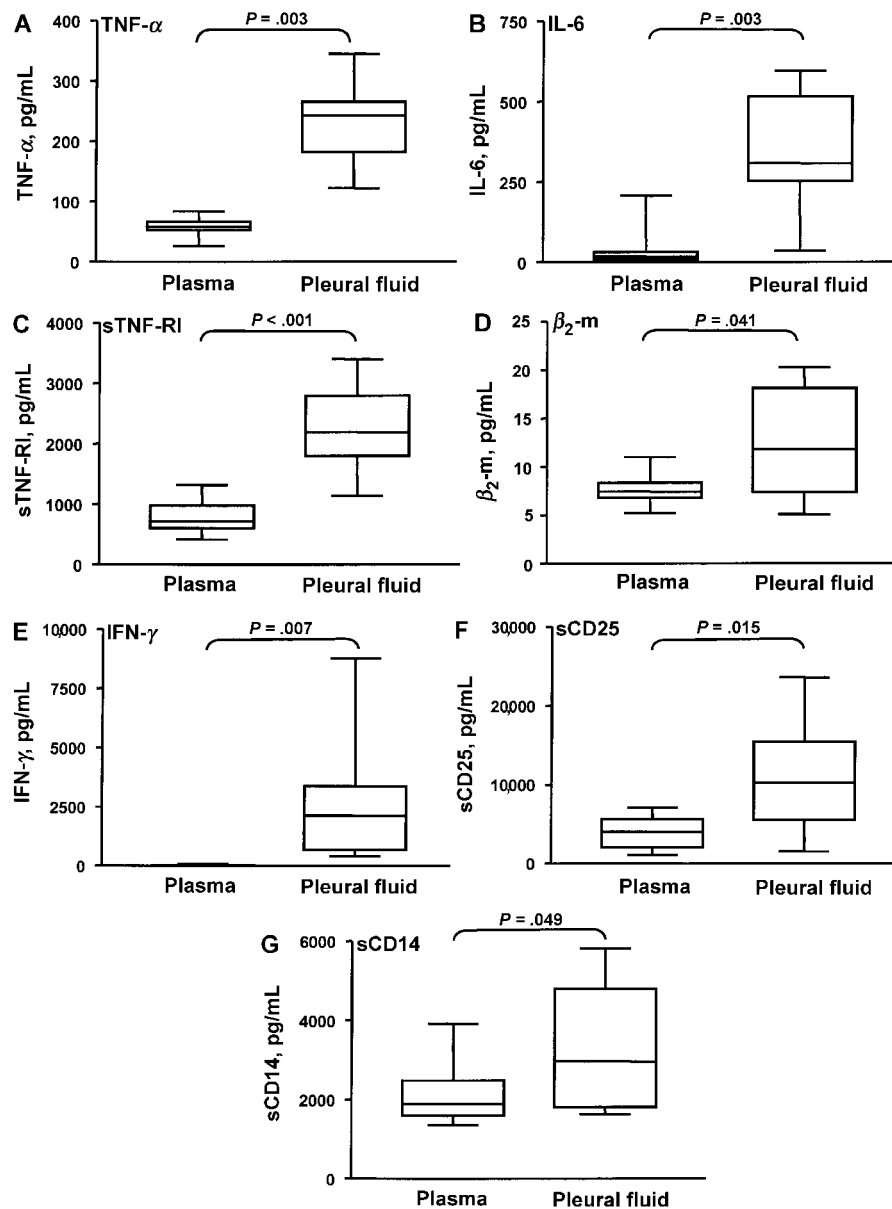 A TNF-α
P = .003
TNF-α, pg/mL
400
300
200
100
0
Plasma Pleural fluid
B IL-6
P = .003
IL-6, pg/mL
750
500
250
0
Plasma Pleural fluid
C sTNF-RI
P < .001
sTNF-RI, pg/mL
4000
3000
2000
1000
0
Plasma Pleural fluid
D β2-m
P = .041
β2-m, pg/mL
25
20
15
10
5
0
Plasma Pleural fluid
E IFN-γ
P = .007
IFN-γ, pg/mL
10,000
7500
5000
2500
0
Plasma Pleural fluid
F sCD25
P = .015
sCD25, pg/mL
30,000
20,000
10,000
0
Plasma Pleural fluid
G sCD14
P = .049
sCD14, pg/mL
6000
4000
2000
0
Plasma Pleural fluid